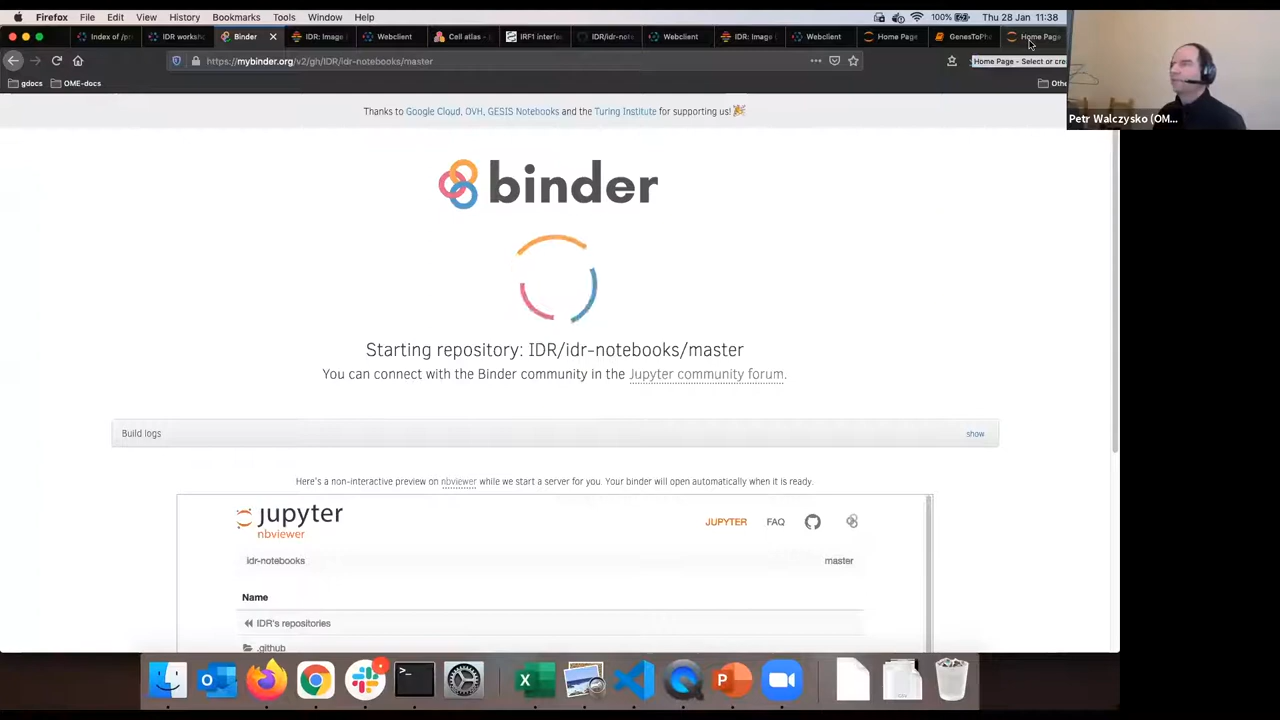 Firefox File Edit View History Bookmarks Tools Window Help 100% Thu 28 Jan 11:38
Index of /p IDR worksh Binder IDR: Image Webclient Cell atlas - IRF1 interf IDR/idr-not Webclient IDR: Image Webclient Home Page GenesToPh Home Page
https://mybinder.org/v2/gh/IDR/idr-notebooks/master
Home Page - Select or cre
gdocs OME-docs Othe
Petr Walczysko (OM...
Thanks to Google Cloud, OVH, GESIS Notebooks and the Turing Institute for supporting us!
binder
Starting repository: IDR/idr-notebooks/master
You can connect with the Binder community in the Jupyter community forum.
Build logs show
Here's a non-interactive preview on nbviewer while we start a server for you. Your binder will open automatically when it is ready.
jupyter
nbviewer
JUPYTER FAQ
idr-notebooks master
Name
IDR's repositories
.github